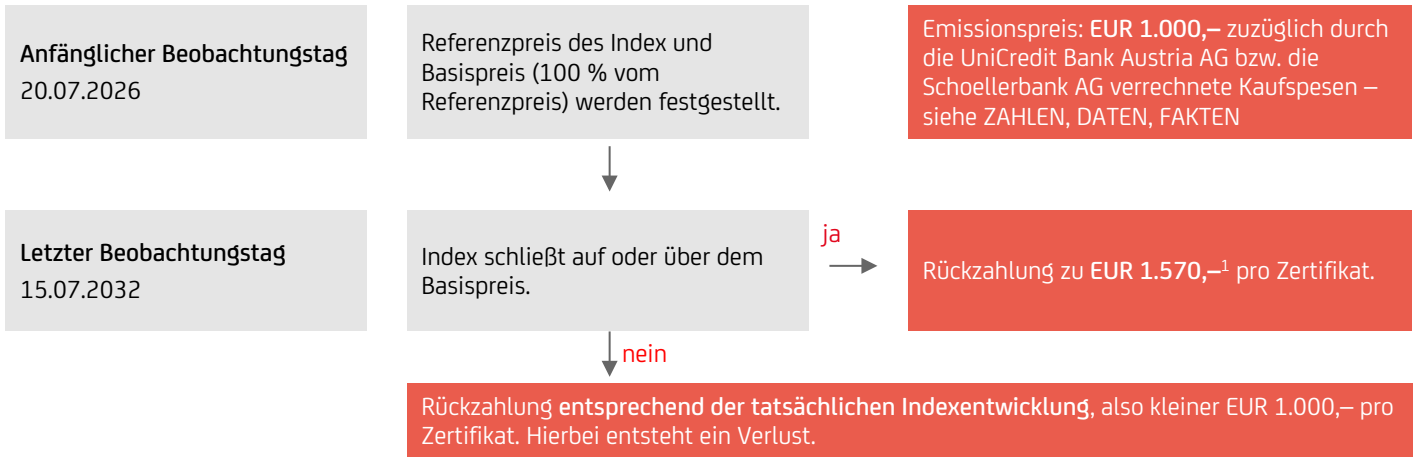 Anfänglicher Beobachtungstag
20.07.2026
Referenzpreis des Index und
Basispreis (100 % vom
Referenzpreis) werden festgestellt.
Emissionspreis: EUR 1.000,– zuzüglich durch
die UniCredit Bank Austria AG bzw. die
Schoellerbank AG verrechnete Kaufspesen –
siehe ZAHLEN, DATEN, FAKTEN
Letzter Beobachtungstag
15.07.2032
Index schließt auf oder über dem
Basispreis.
ja
Rückzahlung zu EUR 1.570,–¹ pro Zertifikat.
nein
Rückzahlung entsprechend der tatsächlichen Indexentwicklung, also kleiner EUR 1.000,– pro
Zertifikat. Hierbei entsteht ein Verlust.